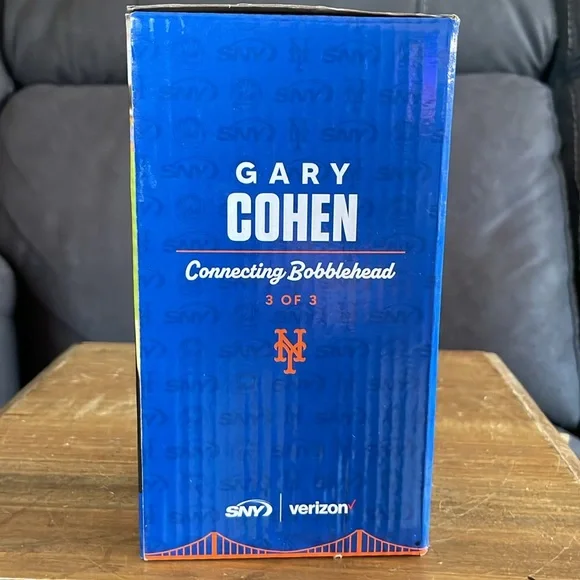 GARY
COHEN
Connecting Bobblehead
3 OF 3
NY
SNY | verizon